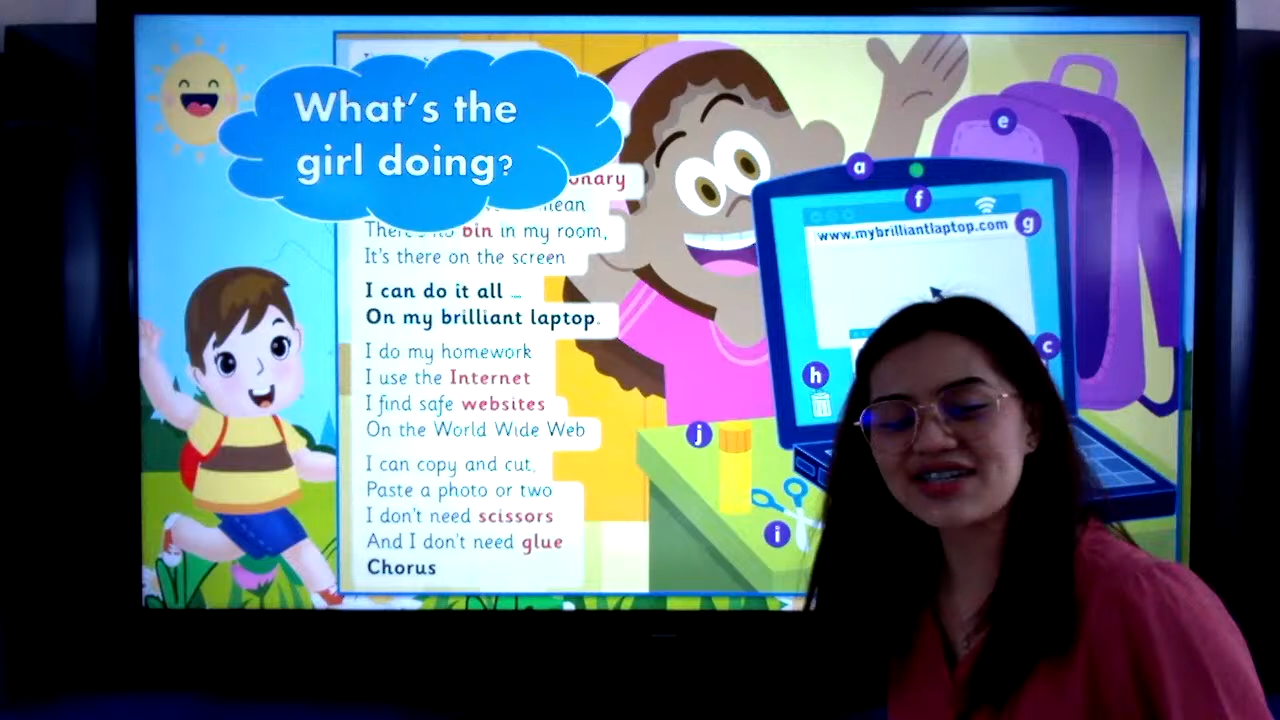 What's the
girl doing?
mean
There's no bin in my room,
It's there on the screen
I can do it all ...
On my brilliant laptop.
I do my homework
I use the Internet
I find safe websites
On the World Wide Web
I can copy and cut,
Paste a photo or two
I don't need scissors
And I don't need glue
Chorus
a
e
f
g
www.mybrilliantlaptop.com
c
h
j
i